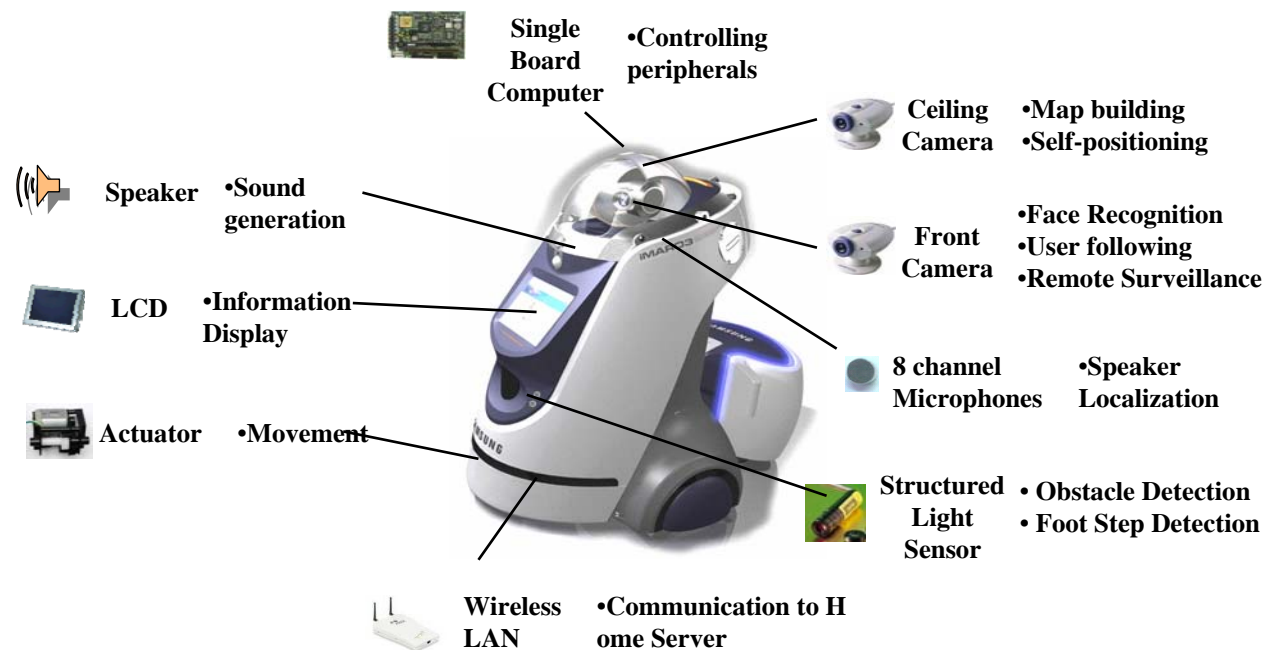 Single
Board
Computer
•Controlling
peripherals
Ceiling
Camera
•Map building
•Self-positioning
Speaker
•Sound
generation
Front
Camera
•Face Recognition
•User following
•Remote Surveillance
iMARO3
LCD
•Information
Display
SAMSUNG
8 channel
Microphones
•Speaker
Localization
Actuator
•Movement
SAMSUNG
Structured
Light
Sensor
• Obstacle Detection
• Foot Step Detection
Wireless
LAN
•Communication to H
ome Server